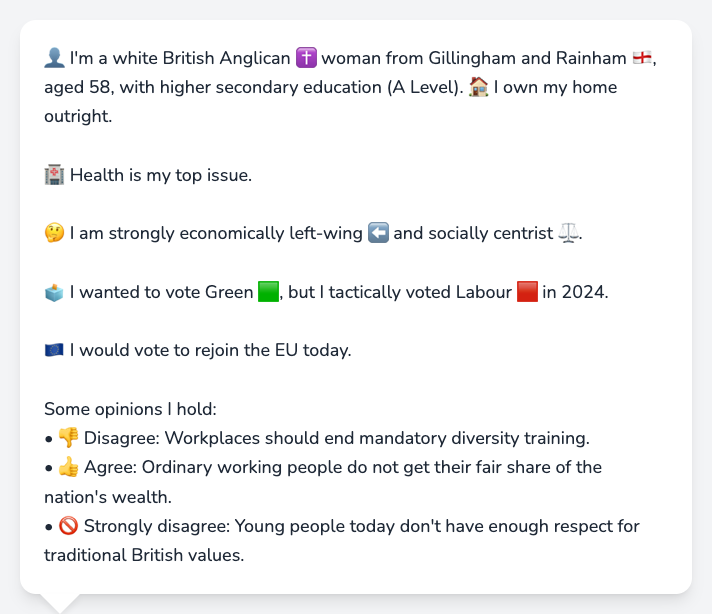 👤 I'm a white British Anglican ✝️ woman from Gillingham and Rainham 🏴󠁧󠁢󠁥󠁮󠁧󠁿,
aged 58, with higher secondary education (A Level). 🏠 I own my home
outright.
🏥 Health is my top issue.
🤔 I am strongly economically left-wing ⬅️ and socially centrist ⚖️.
🗳️ I wanted to vote Green 🟩, but I tactically voted Labour 🟥 in 2024.
🇪🇺 I would vote to rejoin the EU today.
Some opinions I hold:
• 👎 Disagree: Workplaces should end mandatory diversity training.
• 👍 Agree: Ordinary working people do not get their fair share of the
nation's wealth.
• 🚫 Strongly disagree: Young people today don't have enough respect for
traditional British values.